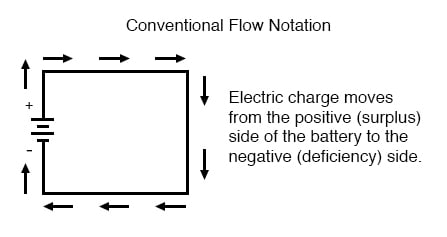 Conventional Flow Notation
+
-
Electric charge moves
from the positive (surplus)
side of the battery to the
negative (deficiency) side.